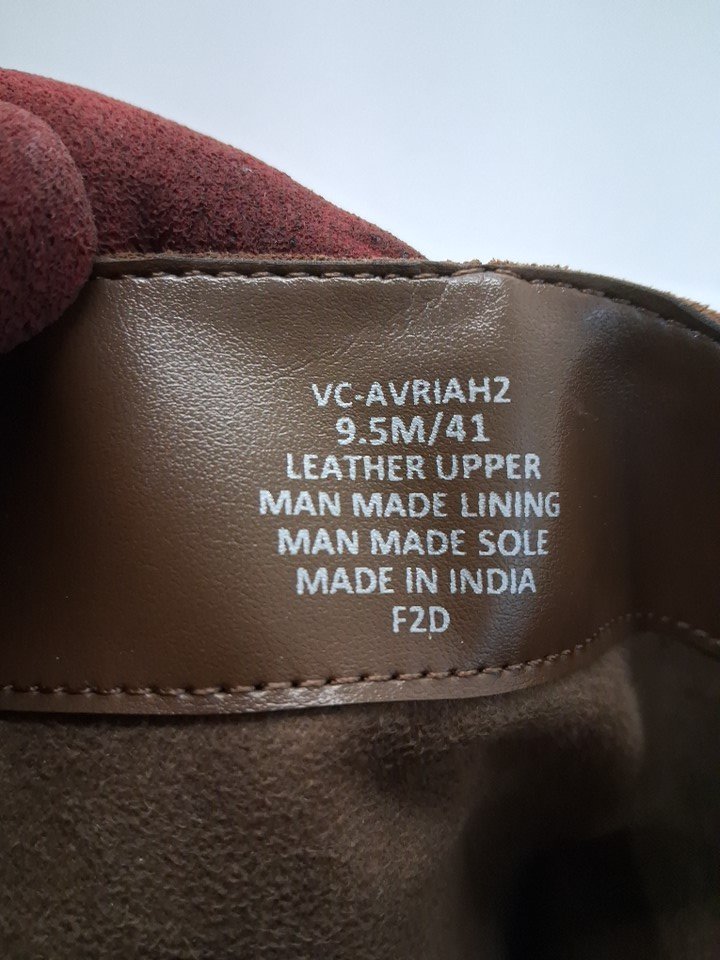 VC-AVRIAH2
9.5M/41
LEATHER UPPER
MAN MADE LINING
MAN MADE SOLE
MADE IN INDIA
F2D